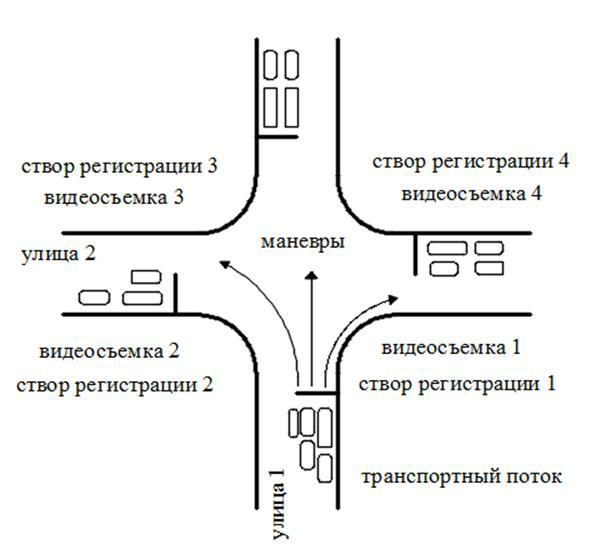 створ регистрации 3
видеосъемка 3
створ регистрации 4
видеосъемка 4
маневры
улица 2
видеосъемка 2
створ регистрации 2
видеосъемка 1
створ регистрации 1
улица 1
транспортный поток